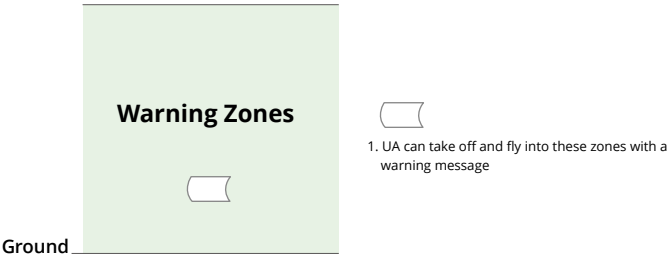 Warning Zones
1. UA can take off and fly into these zones with a
warning message
Ground